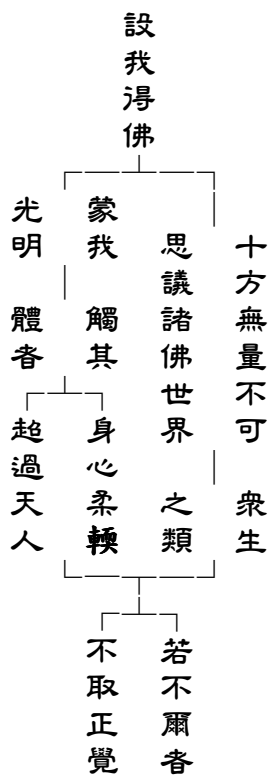 設我得佛
十方無量不可
思議諸佛世界
衆生
之類
蒙我
光明
觸其
體者
身心柔輭
超過天人
若不爾者
不取正覺